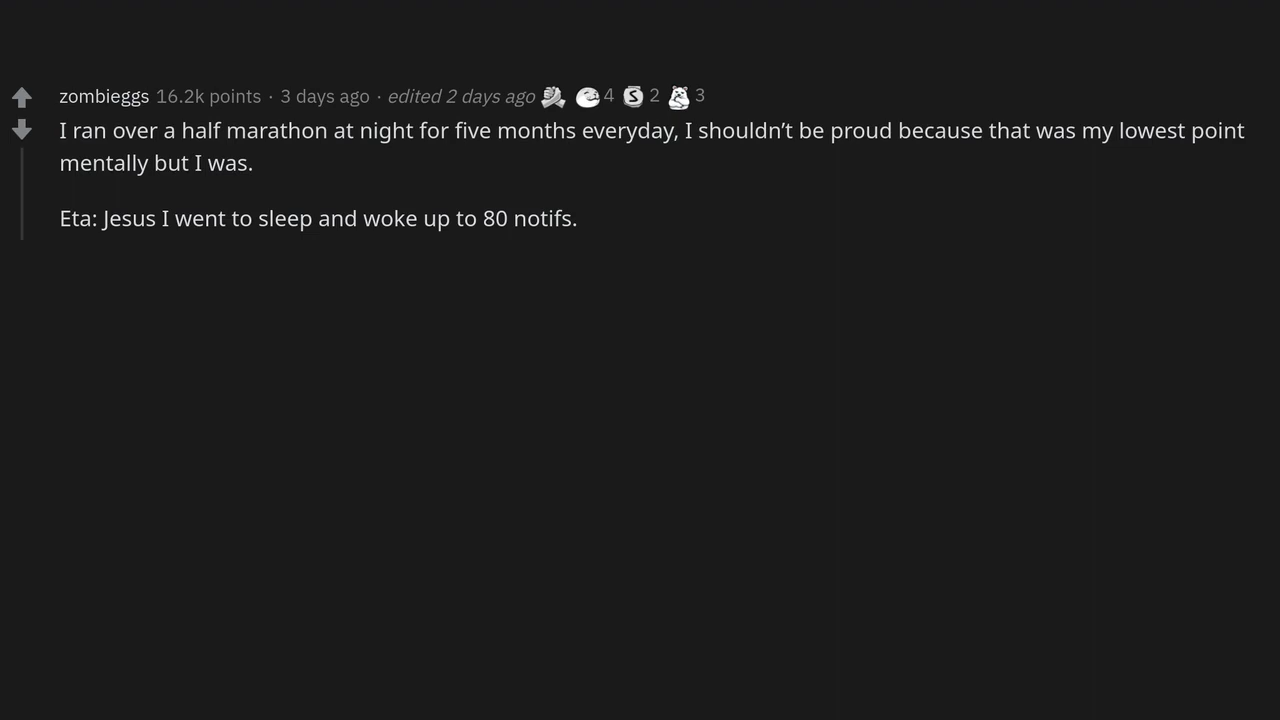 zombieggs 16.2k points · 3 days ago · edited 2 days ago 4 S 2 3
I ran over a half marathon at night for five months everyday, I shouldn’t be proud because that was my lowest point
mentally but I was.
Eta: Jesus I went to sleep and woke up to 80 notifs.